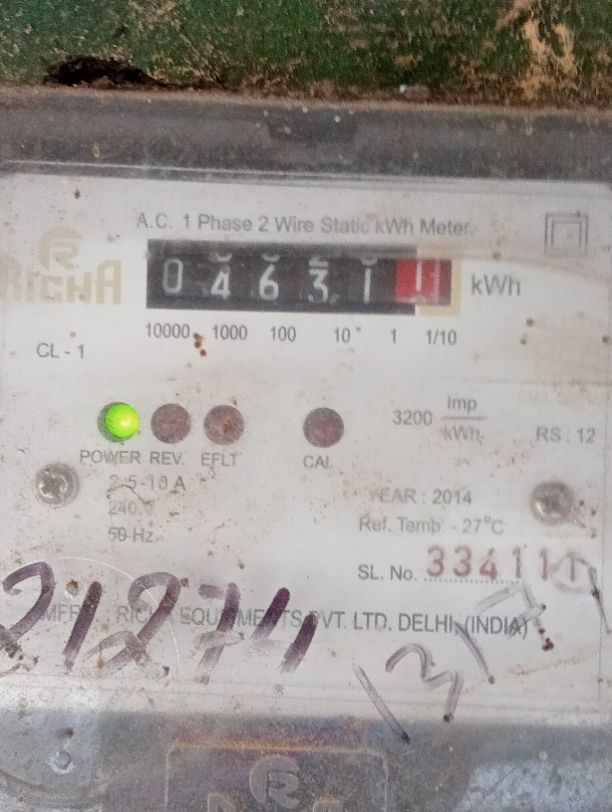 A.C. 1 Phase 2 Wire Static kWh Meter
RICHA
0 4 6 3 1 1 kWh
10000 1000 100 10 1 1/10
CL - 1
3200 Imp/kWh
RS : 12
POWER REV. EFLT CAL
2.5-10 A
240 V
50 Hz.
YEAR : 2014
Ref. Temp. - 27°C
SL. No. 334111
21274
MFR. RICHA EQUIPMENTS PVT. LTD. DELHI, (INDIA)